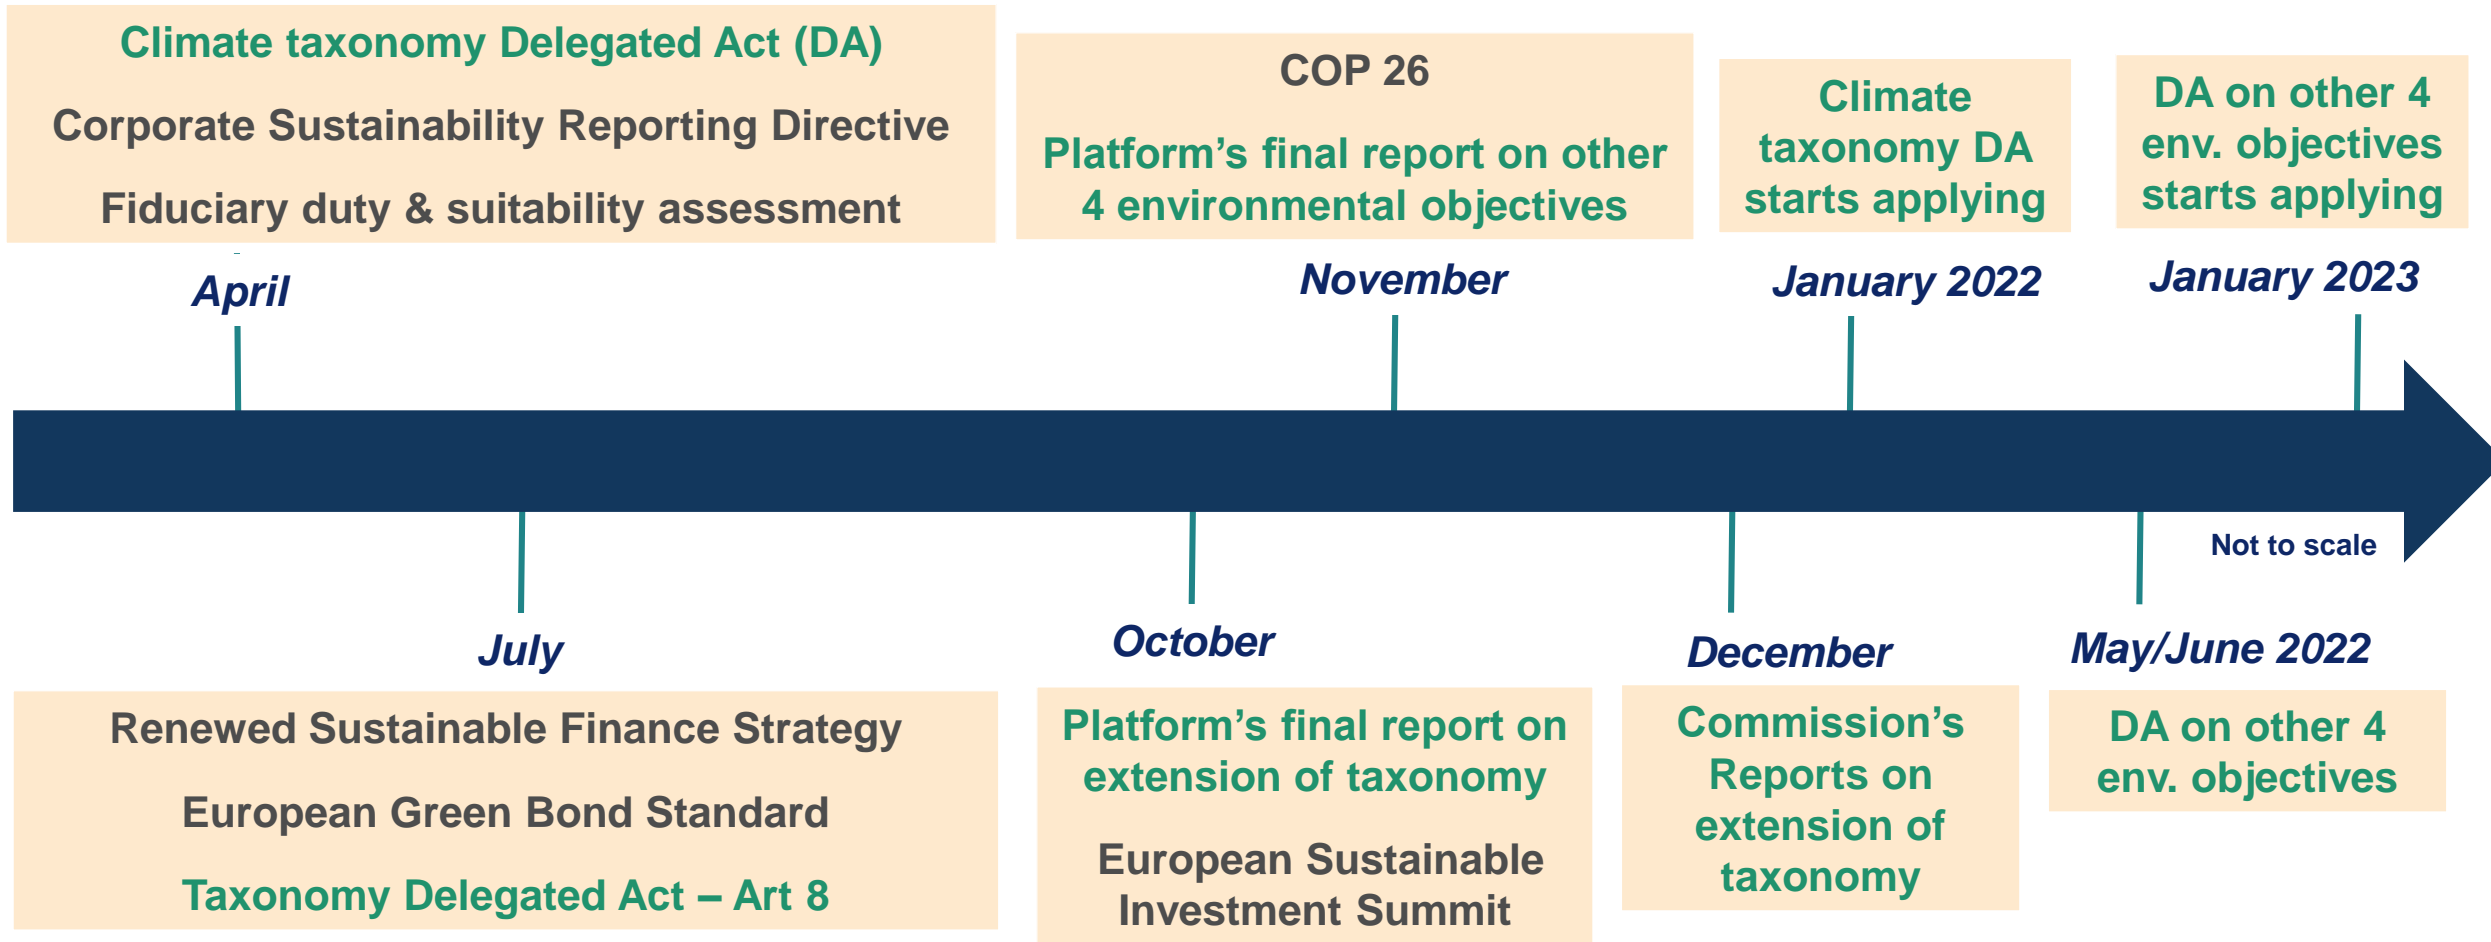 Climate taxonomy Delegated Act (DA)
Corporate Sustainability Reporting Directive
Fiduciary duty & suitability assessment
April
COP 26
Platform’s final report on other
4 environmental objectives
November
Climate
taxonomy DA
starts applying
January 2022
DA on other 4
env. objectives
starts applying
January 2023
Not to scale
July
Renewed Sustainable Finance Strategy
European Green Bond Standard
Taxonomy Delegated Act – Art 8
October
Platform’s final report on
extension of taxonomy
European Sustainable
Investment Summit
December
Commission’s
Reports on
extension of
taxonomy
May/June 2022
DA on other 4
env. objectives